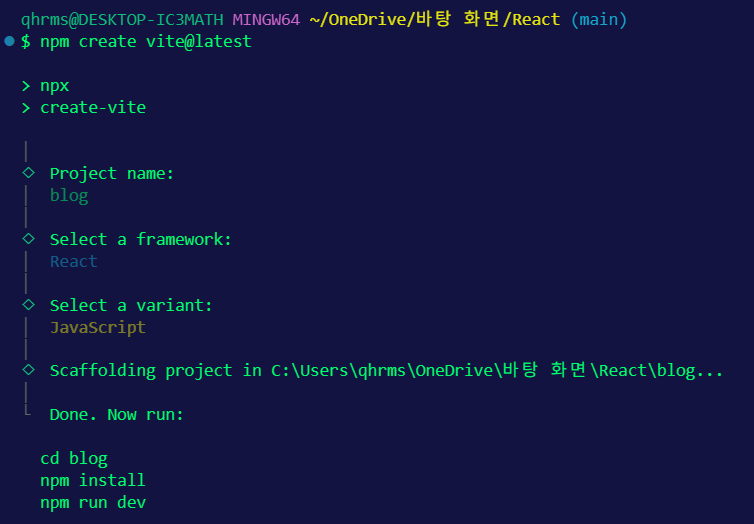 qhrms@DESKTOP-IC3MATH MINGW64 ~/OneDrive/바탕 화면/React (main)
$ npm create vite@latest
> npx
> create-vite
Project name:
blog
Select a framework:
React
Select a variant:
JavaScript
Scaffolding project in C:\Users\qhrms\OneDrive\바탕 화면\React\blog...
Done. Now run:
cd blog
npm install
npm run dev